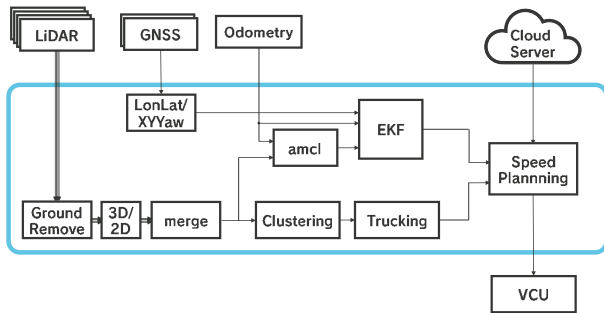 LiDAR
GNSS
Odometry
Cloud
Server
LonLat/
XYYaw
EKF
amcl
Speed
Plannning
Ground
Remove
3D/
2D
merge
Clustering
Trucking
VCU